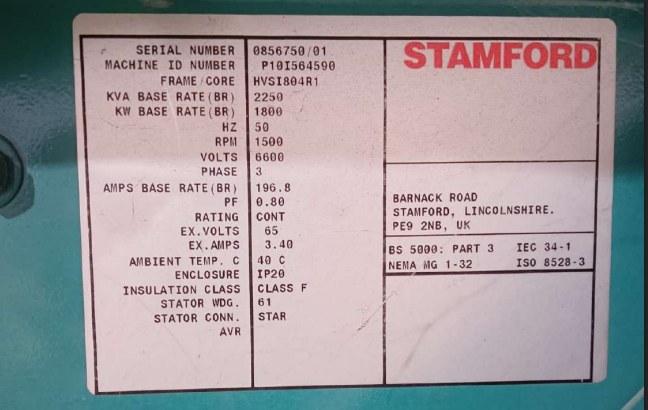 STAMFORD
SERIAL NUMBER 0856750/01
MACHINE ID NUMBER P10I564590
FRAME/CORE HVSI804R1
KVA BASE RATE(BR) 2250
KW BASE RATE(BR) 1800
HZ 50
RPM 1500
VOLTS 6600
PHASE 3
AMPS BASE RATE(BR) 196.8
PF 0.80
RATING CONT
EX.VOLTS 65
EX.AMPS 3.40
AMBIENT TEMP. C 40 C
ENCLOSURE IP20
INSULATION CLASS CLASS F
STATOR WDG. 61
STATOR CONN. STAR
AVR
BARNACK ROAD
STAMFORD, LINCOLNSHIRE.
PE9 2NB, UK
BS 5000: PART 3 IEC 34-1
NEMA MG 1-32 ISO 8528-3